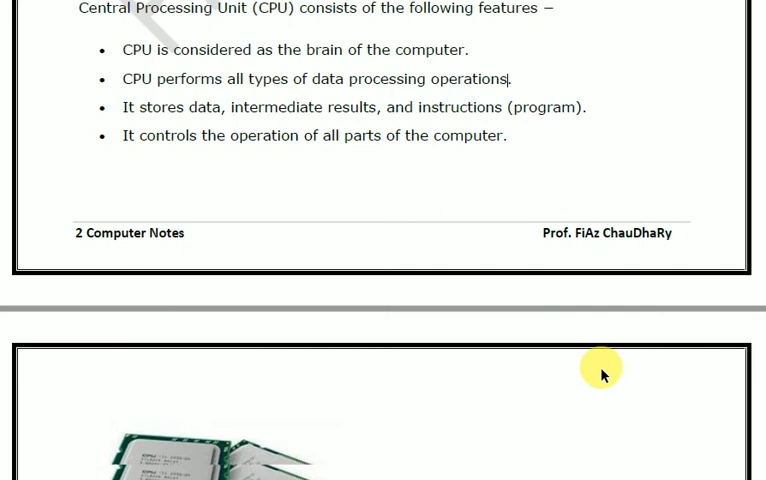 Central Processing Unit (CPU) consists of the following features −
• CPU is considered as the brain of the computer.
• CPU performs all types of data processing operations.
• It stores data, intermediate results, and instructions (program).
• It controls the operation of all parts of the computer.
2 Computer Notes Prof. FiAz ChauDhaRy